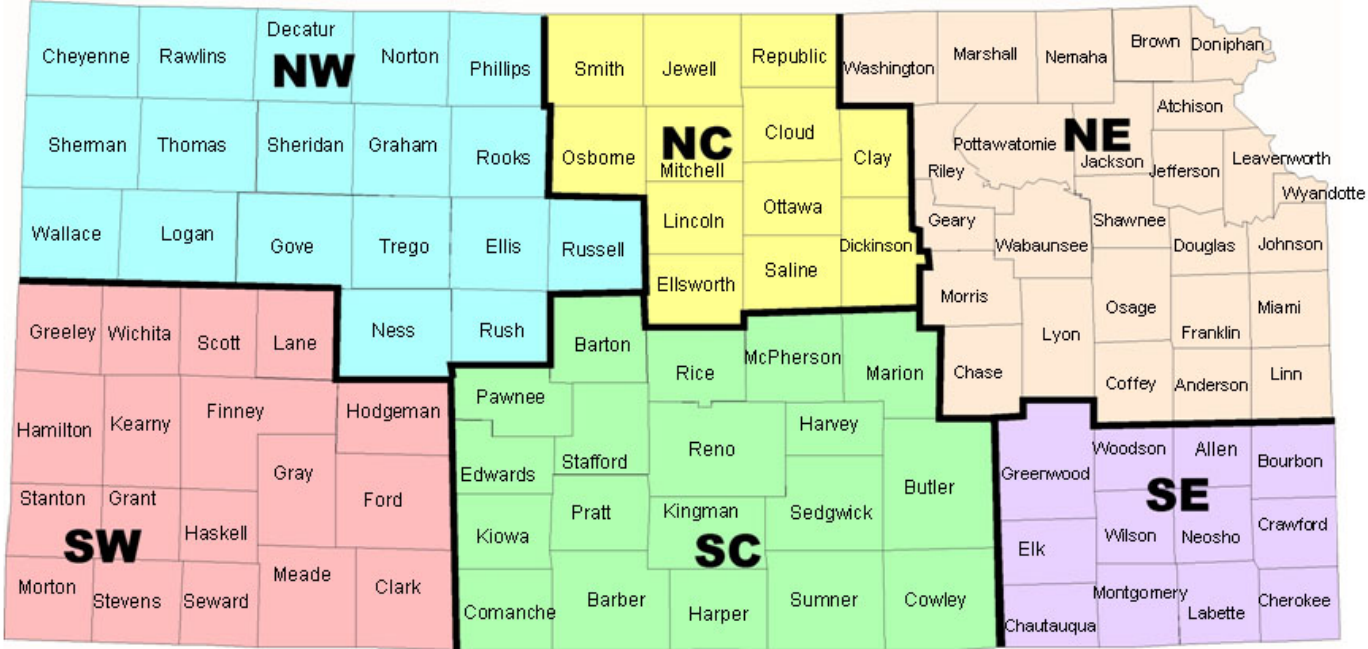 Cheyenne
Rawlins
Decatur
Norton
Phillips
NW
Sherman
Thomas
Sheridan
Graham
Rooks
Wallace
Logan
Gove
Trego
Ellis
Russell
Ness
Rush
Smith
Jewell
Republic
Osborne
NC
Mitchell
Cloud
Clay
Lincoln
Ottawa
Dickinson
Ellsworth
Saline
Washington
Marshall
Nemaha
Brown
Doniphan
Atchison
NE
Pottawatomie
Riley
Jackson
Jefferson
Leavenworth
Wyandotte
Geary
Wabaunsee
Shawnee
Douglas
Johnson
Morris
Lyon
Osage
Franklin
Miami
Chase
Coffey
Anderson
Linn
Greeley
Wichita
Scott
Lane
Hamilton
Kearny
Finney
Hodgeman
Gray
Ford
Stanton
Grant
Haskell
SW
Morton
Stevens
Seward
Meade
Clark
Barton
Rice
McPherson
Marion
Pawnee
Edwards
Stafford
Reno
Harvey
Butler
Kiowa
Pratt
Kingman
Sedgwick
SC
Comanche
Barber
Harper
Sumner
Cowley
Greenwood
Woodson
Allen
Bourbon
SE
Elk
Wilson
Neosho
Crawford
Chautauqua
Montgomery
Labette
Cherokee